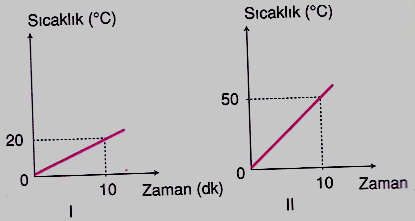 Sıcaklık (°C)
20
0
10
Zaman (dk)
I
Sıcaklık (°C)
50
0
10
Zaman
II